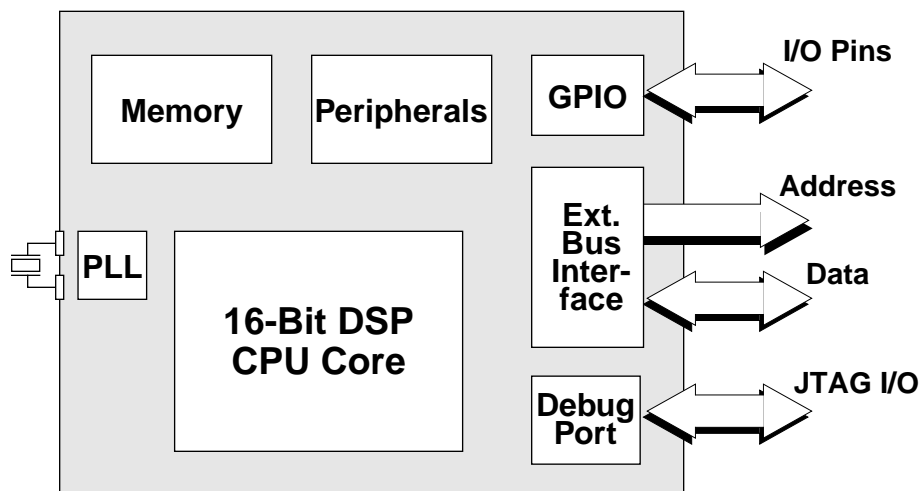 I/O Pins
Memory
Peripherals
GPIO
Address
Ext.
Bus
Inter-
face
PLL
Data
16-Bit DSP
CPU Core
JTAG I/O
Debug
Port